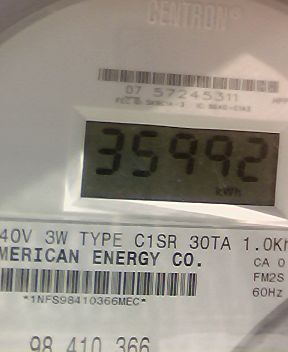 CENTRON®
07 57245311
35992
kWh
40V 3W TYPE C1SR 30TA 1.0Kh
MERICAN ENERGY CO.
CA 0
FM2S
60Hz
*1NFS98410366MEC*
98 410 366